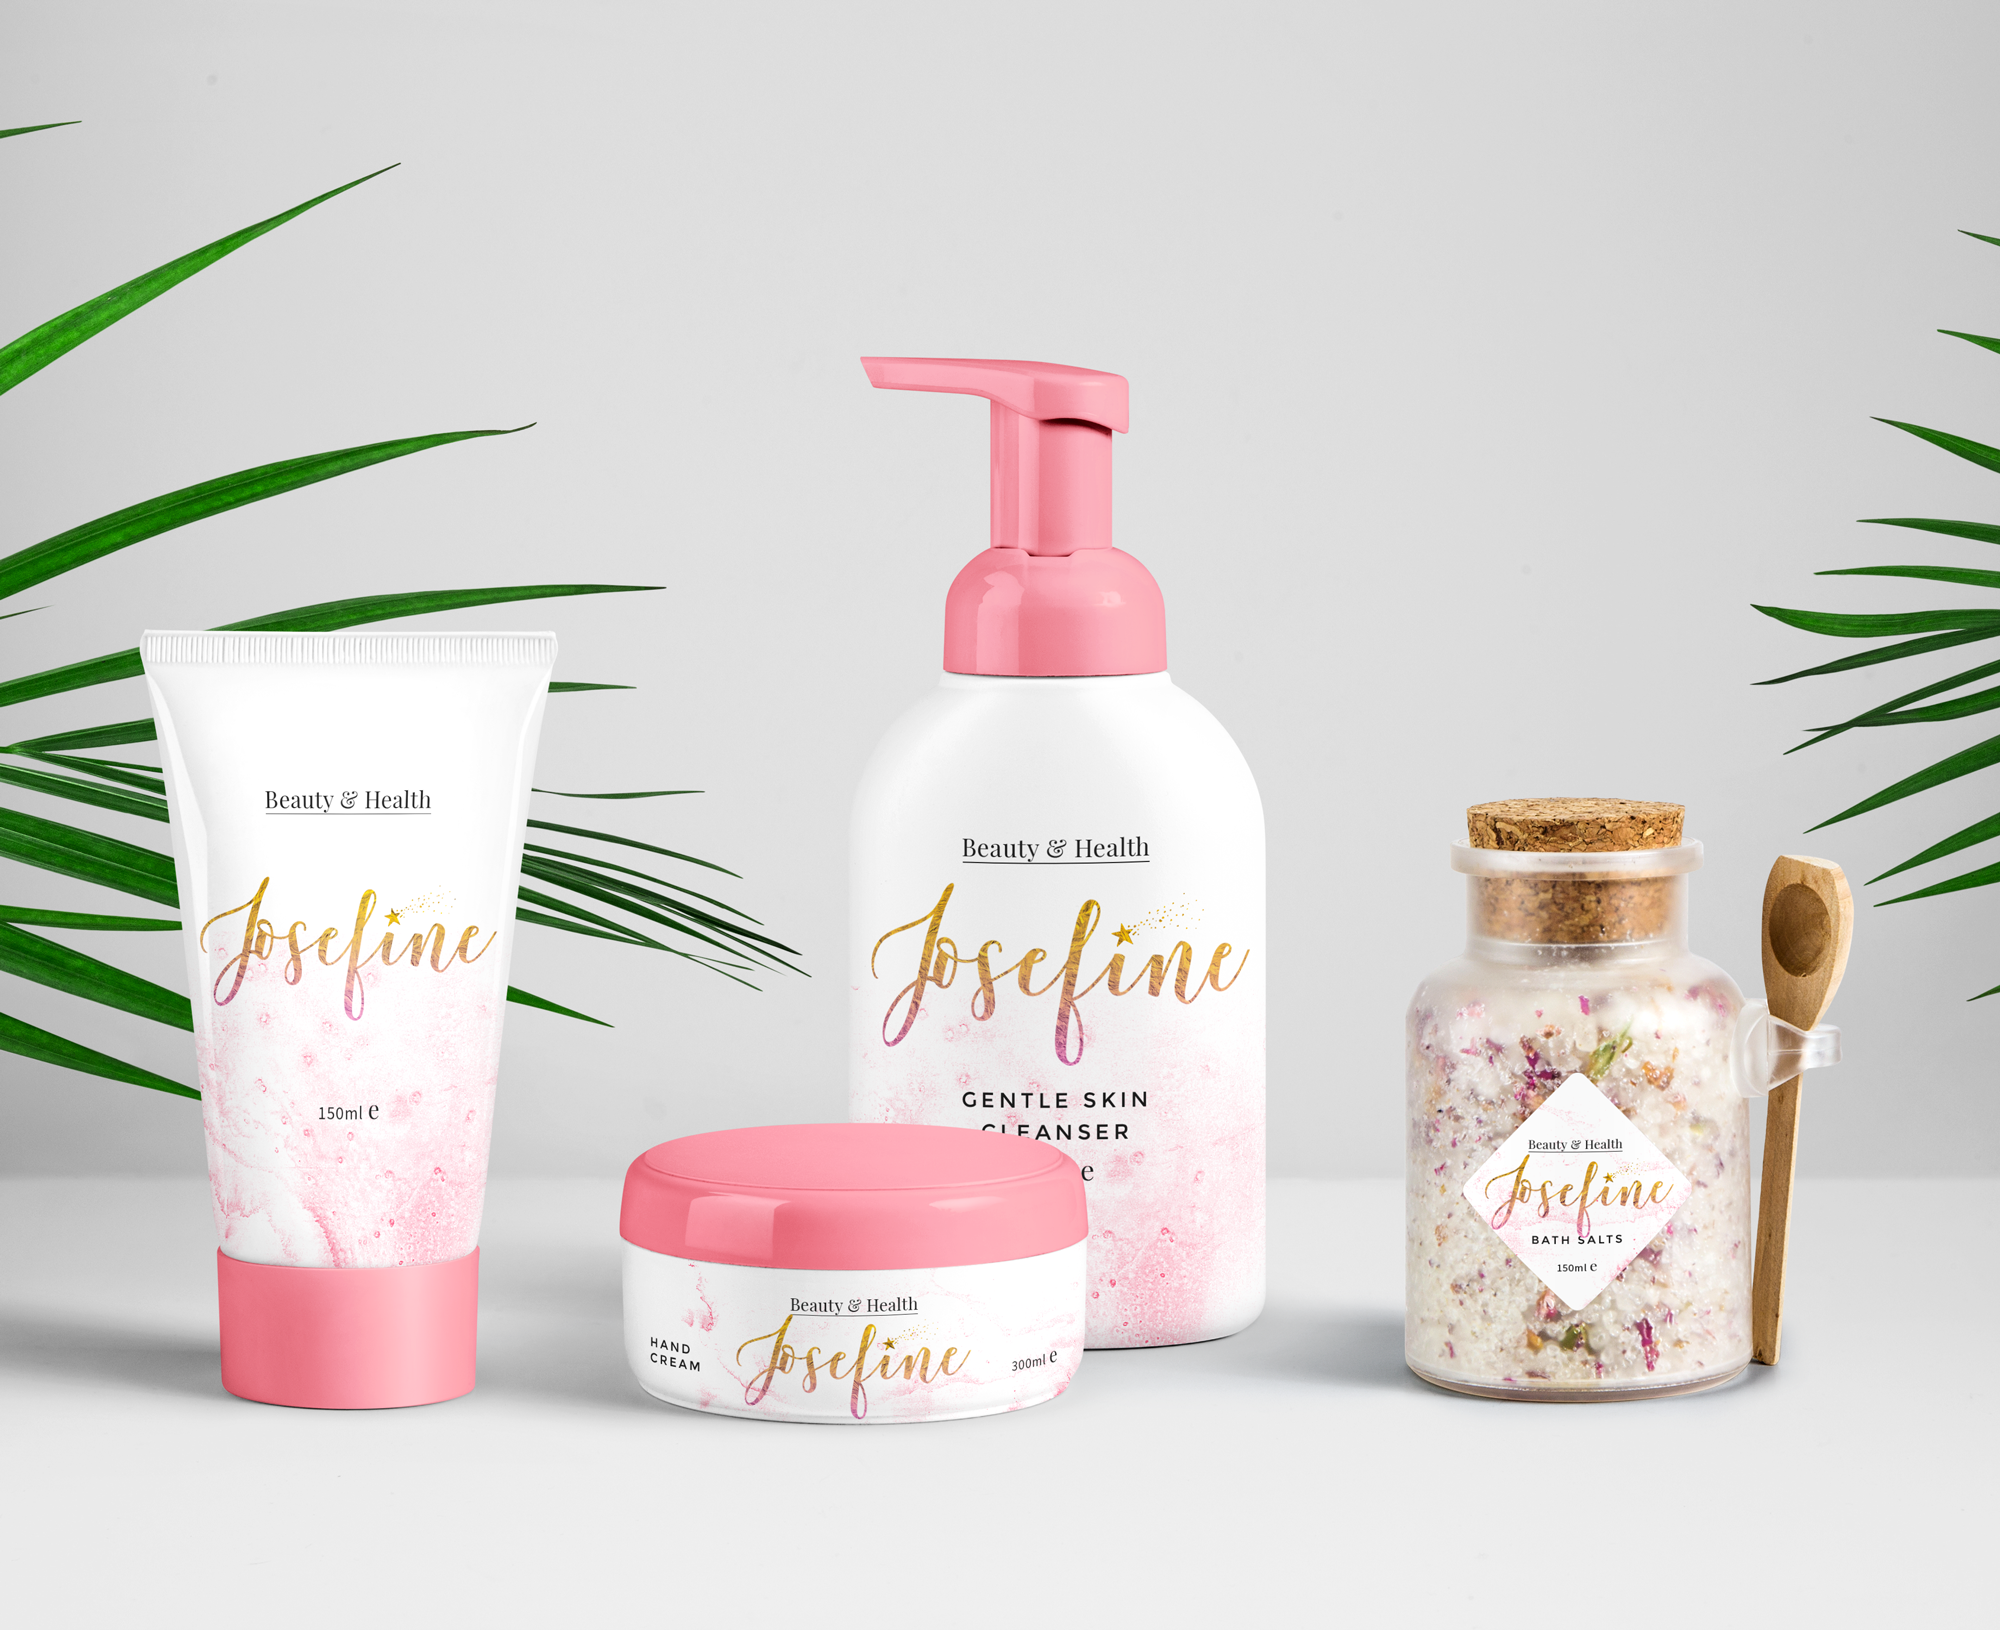 Beauty & Health
Josefine
150ml e
Beauty & Health
Josefine
GENTLE SKIN
CLEANSER
e
Beauty & Health
Josefine
HAND
CREAM
300ml e
Beauty & Health
Josefine
BATH SALTS
150ml e